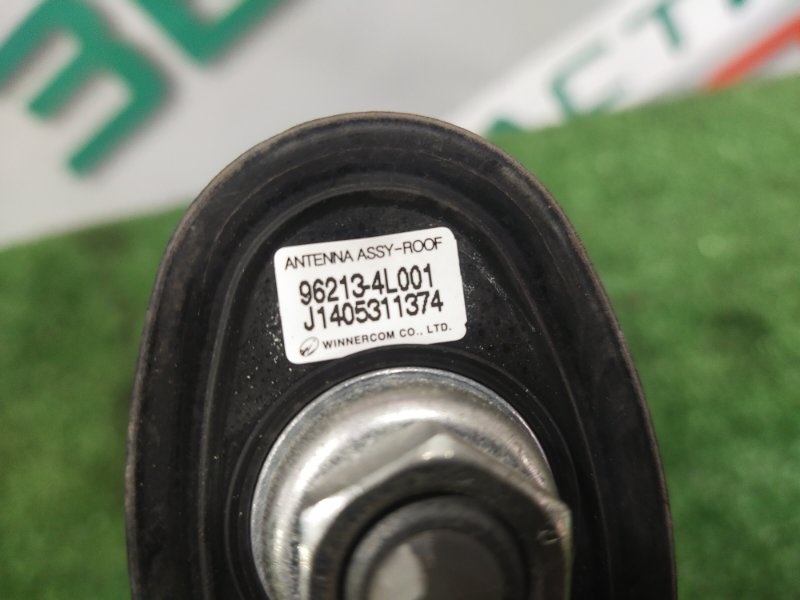 ANTENNA ASSY-ROOF
96213-4L001
J1405311374
WINNERCOM CO., LTD.